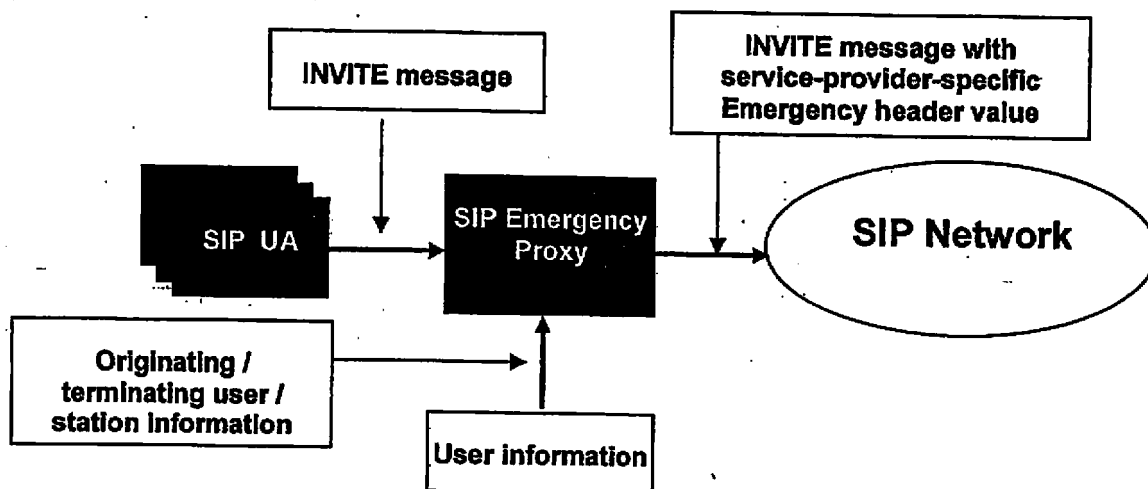 INVITE message
INVITE message with
service-provider-specific
Emergency header value
SIP UA
SIP Emergency
Proxy
SIP Network
Originating /
terminating user /
station information
User information